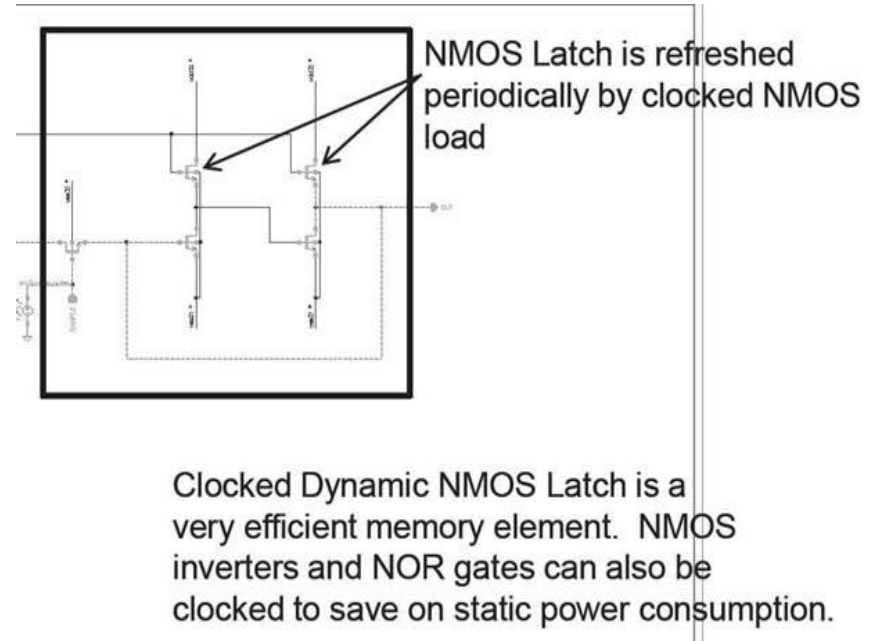 NMOS Latch is refreshed
periodically by clocked NMOS
load
OUT
Clocked Dynamic NMOS Latch is a
very efficient memory element.  NMOS
inverters and NOR gates can also be
clocked to save on static power consumption.